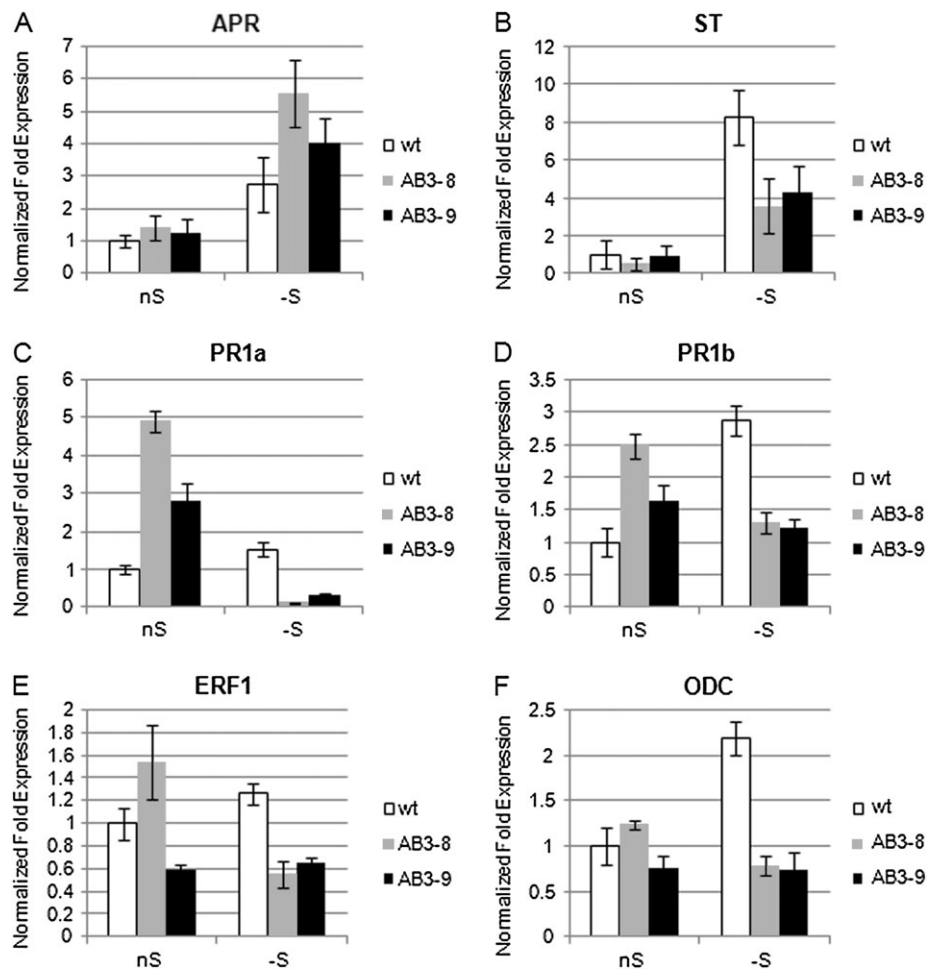 A
APR
Normalized Fold Expression
7
6
5
4
3
2
1
0
nS
-S
wt
AB3-8
AB3-9
B
ST
Normalized Fold Expression
12
10
8
6
4
2
0
nS
-S
wt
AB3-8
AB3-9
C
PR1a
Normalized Fold Expression
6
5
4
3
2
1
0
nS
-S
wt
AB3-8
AB3-9
D
PR1b
Normalized Fold Expression
3.5
3
2.5
2
1.5
1
0.5
0
nS
-S
wt
AB3-8
AB3-9
E
ERF1
Normalized Fold Expression
2
1.8
1.6
1.4
1.2
1
0.8
0.6
0.4
0.2
0
nS
-S
wt
AB3-8
AB3-9
F
ODC
Normalized Fold Expression
2.5
2
1.5
1
0.5
0
nS
-S
wt
AB3-8
AB3-9